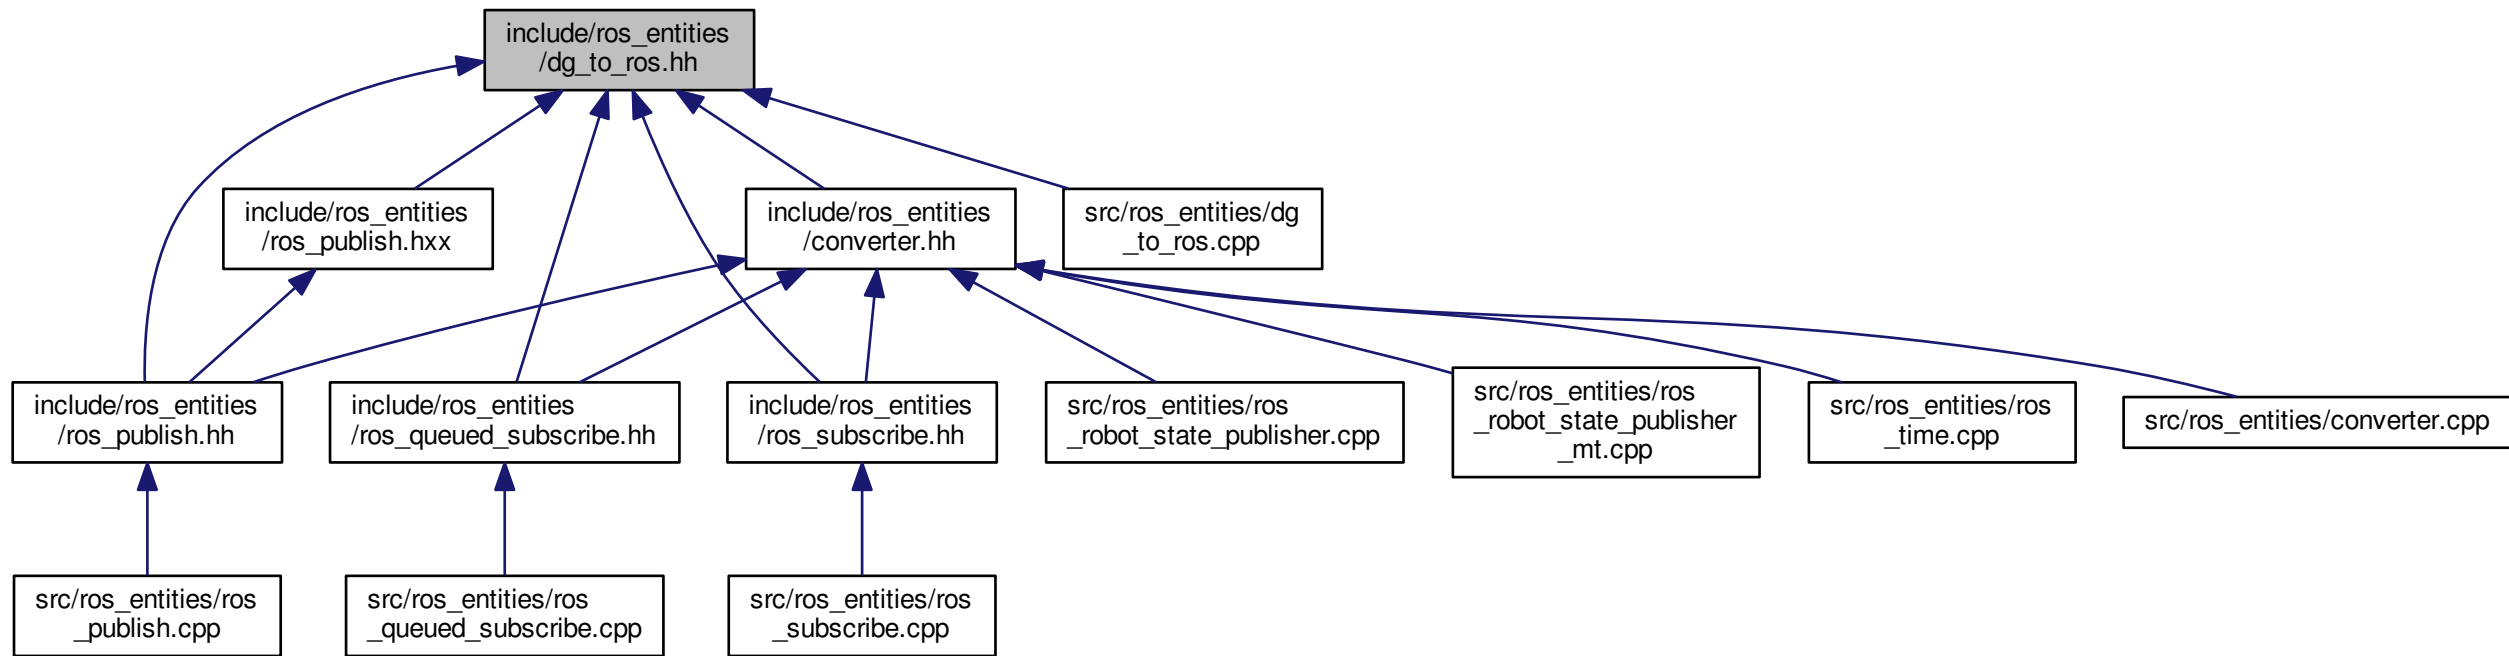 include/ros_entities
/dg_to_ros.hh
include/ros_entities
/ros_publish.hxx
include/ros_entities
/converter.hh
src/ros_entities/dg
_to_ros.cpp
include/ros_entities
/ros_publish.hh
include/ros_entities
/ros_queued_subscribe.hh
include/ros_entities
/ros_subscribe.hh
src/ros_entities/ros
_robot_state_publisher.cpp
src/ros_entities/ros
_robot_state_publisher
_mt.cpp
src/ros_entities/ros
_time.cpp
src/ros_entities/converter.cpp
src/ros_entities/ros
_publish.cpp
src/ros_entities/ros
_queued_subscribe.cpp
src/ros_entities/ros
_subscribe.cpp